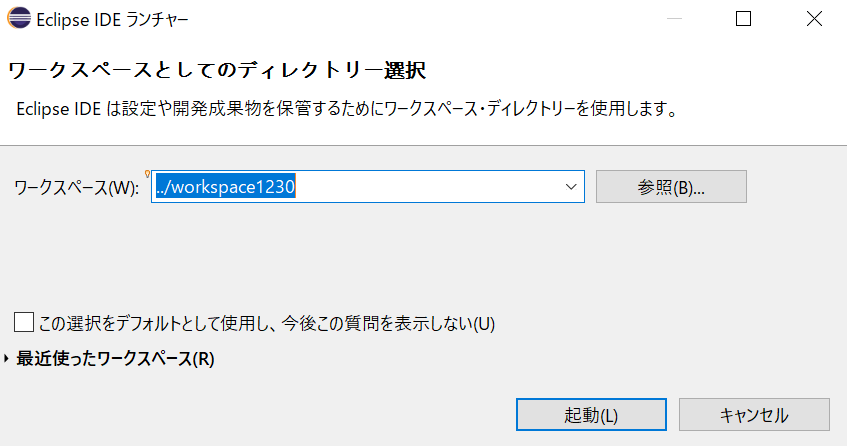 Eclipse IDE ランチャー
ワークスペースとしてのディレクトリー選択
Eclipse IDE は設定や開発成果物を保管するためにワークスペース・ディレクトリーを使用します。
ワークスペース(W): ../workspace1230 参照(B)...
この選択をデフォルトとして使用し、今後この質問を表示しない(U)
最近使ったワークスペース(R)
起動(L) キャンセル